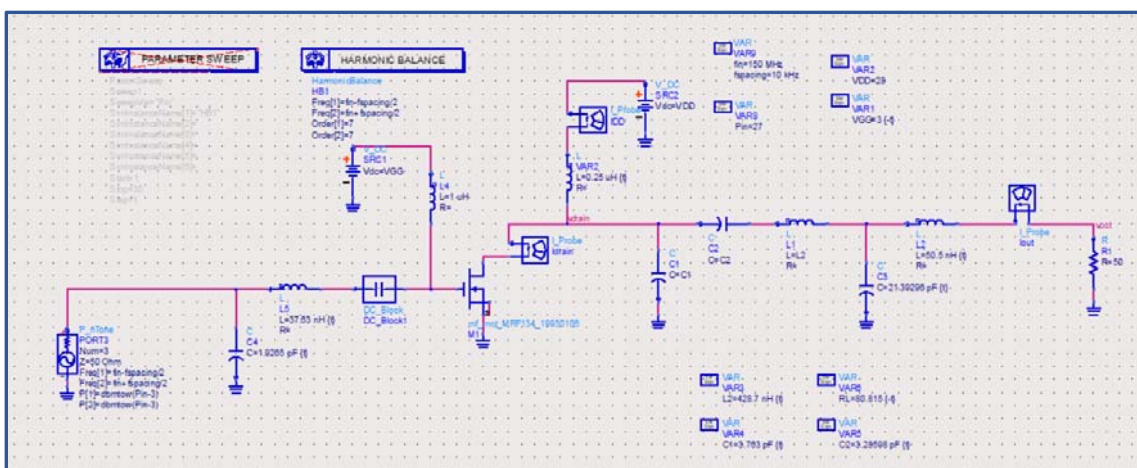 PARAMETER SWEEP
HARMONIC BALANCE
HarmonicBalance
HB1
Freq[1]=fin-fspacing/2
Freq[2]=fin+fspacing/2
Order[1]=7
Order[2]=7
VAR
VAR9
fin=150 MHz
fspacing=10 kHz
VAR
VAR2
VDD=29
VAR
VAR8
Pin=27
VAR
VAR1
VGG=3 {-t}
V_DC
SRC2
Vdc=VDD
I_Probe
IDD
V_DC
SRC1
Vdc=VGG
L
L4
L=1 uH
R=
L
VAR2
L=0.25 uH {t}
R=
vdrain
I_Probe
Idrain
C
C1
C=C1
C
C2
C=C2
L
L1
L=L2
R=
C
C3
C=21.39296 pF {t}
L
L2
L=50.5 nH {t}
R=
I_Probe
Iout
vout
R
R1
R=50
P_nTone
PORT3
Num=3
Z=50 Ohm
Freq[1]=fin-fspacing/2
Freq[2]=fin+fspacing/2
P[1]=dbmtow(Pin-3)
P[2]=dbmtow(Pin-3)
C
C4
C=1.9265 pF {t}
L
L5
L=37.63 nH {t}
R=
DC_Block
DC_Block1
M1
VAR
VAR3
L2=428.7 nH {t}
VAR
VAR6
RL=80.815 {-t}
VAR
VAR4
C1=3.763 pF {t}
VAR
VAR5
C2=3.29598 pF {t}